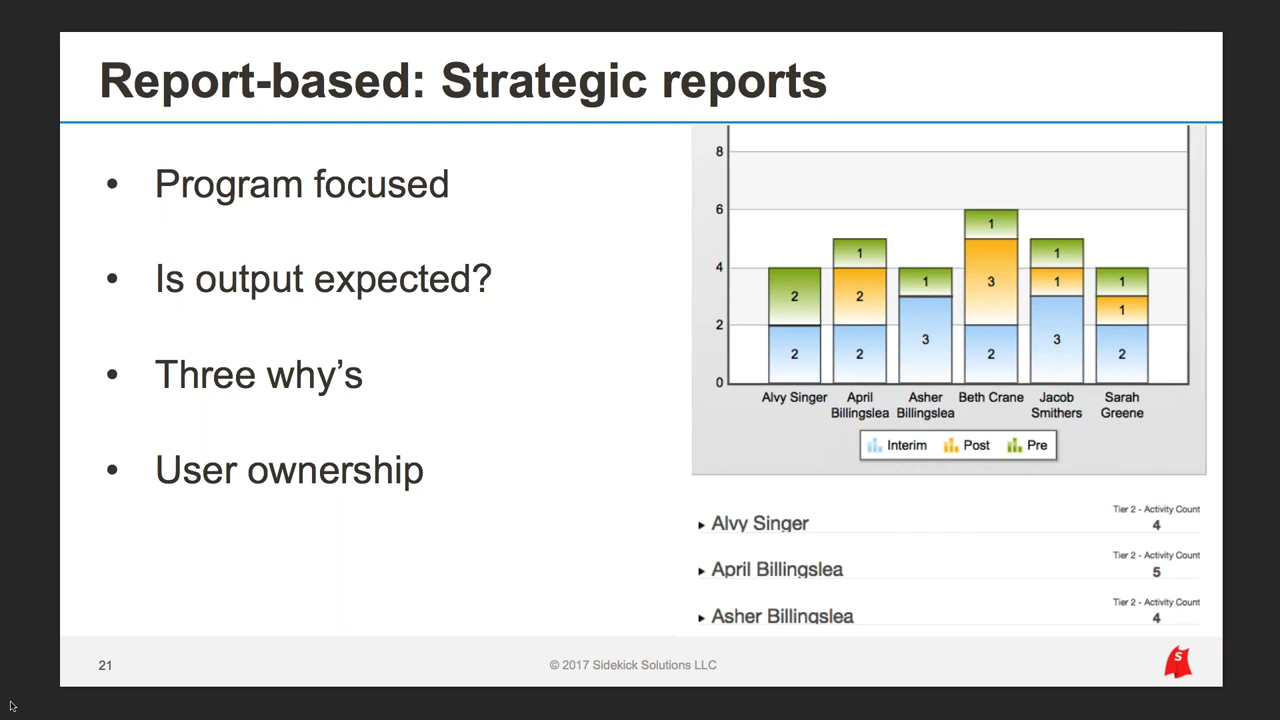 Report-based: Strategic reports
• Program focused
• Is output expected?
• Three why’s
• User ownership
8
6
4
2
0
2
2
1
2
2
1
3
1
3
2
1
1
3
1
1
2
Alvy Singer
April
Billingslea
Asher
Billingslea
Beth Crane
Jacob
Smithers
Sarah
Greene
Interim Post Pre
Tier 2 - Activity Count
Alvy Singer 4
Tier 2 - Activity Count
April Billingslea 5
Tier 2 - Activity Count
Asher Billingslea 4
21
© 2017 Sidekick Solutions LLC
S